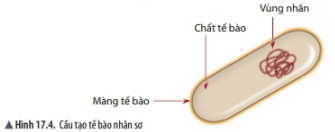 Vùng nhân
Chất tế bào
Màng tế bào
▲ Hình 17.4. Cấu tạo tế bào nhân sơ